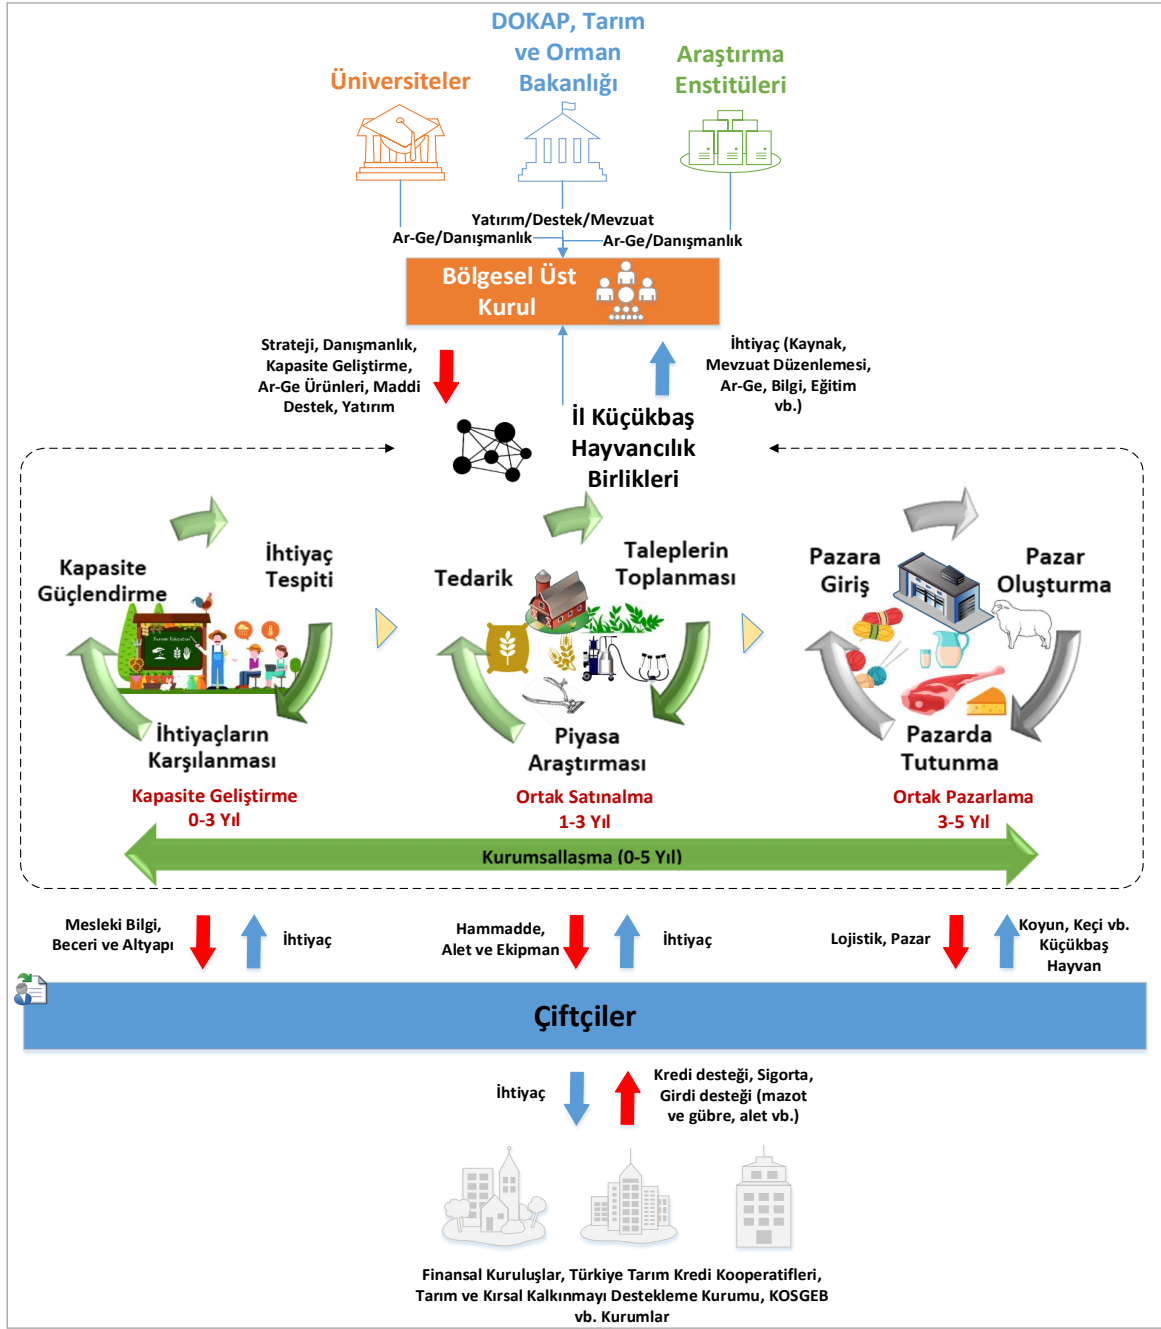 DOKAP, Tarım
ve Orman
Bakanlığı
Üniversiteler
Araştırma
Enstitüleri
Yatırım/Destek/Mevzuat
Ar-Ge/Danışmanlık
Ar-Ge/Danışmanlık
Bölgesel Üst
Kurul
Strateji, Danışmanlık,
Kapasite Geliştirme,
Ar-Ge Ürünleri, Maddi
Destek, Yatırım
İhtiyaç (Kaynak,
Mevzuat Düzenlemesi,
Ar-Ge, Bilgi, Eğitim
vb.)
İl Küçükbaş
Hayvancılık
Birlikleri
Kapasite
Güçlendirme
İhtiyaç
Tespiti
Farmer Education
İhtiyaçların
Karşılanması
Kapasite Geliştirme
0-3 Yıl
Tedarik
Taleplerin
Toplanması
Piyasa
Araştırması
Ortak Satınalma
1-3 Yıl
Pazara
Giriş
Pazar
Oluşturma
Pazarda
Tutunma
Ortak Pazarlama
3-5 Yıl
Kurumsallaşma (0-5 Yıl)
Mesleki Bilgi,
Beceri ve Altyapı
İhtiyaç
Hammadde,
Alet ve Ekipman
İhtiyaç
Lojistik, Pazar
Koyun, Keçi vb.
Küçükbaş
Hayvan
Çiftçiler
İhtiyaç
Kredi desteği, Sigorta,
Girdi desteği (mazot
ve gübre, alet vb.)
Finansal Kuruluşlar, Türkiye Tarım Kredi Kooperatifleri,
Tarım ve Kırsal Kalkınmayı Destekleme Kurumu, KOSGEB
vb. Kurumlar